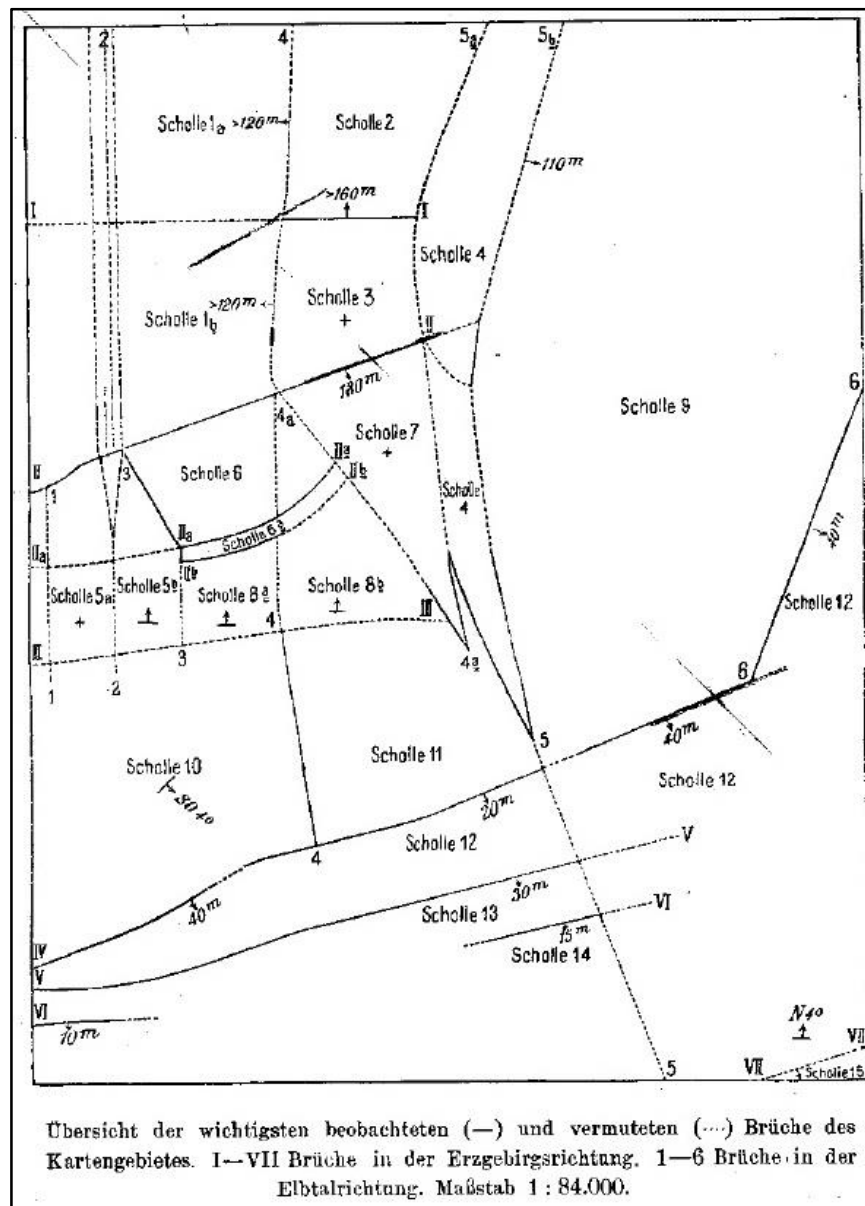 2 4 5a 5b
Scholle 1a >120m Scholle 2
110m
>160m
I I
Scholle 4
>120m Scholle 3
Scholle 1b
II
180m
6
Scholle 9
4a Scholle 7
IIa
IIb
II 3 Scholle 6
1
Scholle 4
IIa
40m
Scholle 6a
IIa IIb
Scholle 5a Scholle 5b Scholle 8a Scholle 8b
Scholle 12
4 III
III
3 4a
1 2
6
5
40m
Scholle 10 Scholle 11
Scholle 12
20m
4 Scholle 12
V
30m
40m
Scholle 13
VI
15m
IV
Scholle 14
V
VI
10m
N4o
VII
5 VII Scholle 15
Übersicht der wichtigsten beobachteten (—) und vermuteten (····) Brüche des
Kartengebietes. I—VII Brüche in der Erzgebirgsrichtung. 1—6 Brüche in der
Elbtalrichtung. Maßstab 1 : 84.000.